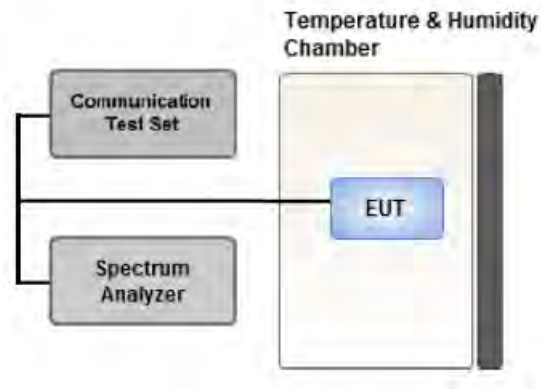 Temperature & Humidity
Chamber
Communication
Test Set
EUT
Spectrum
Analyzer